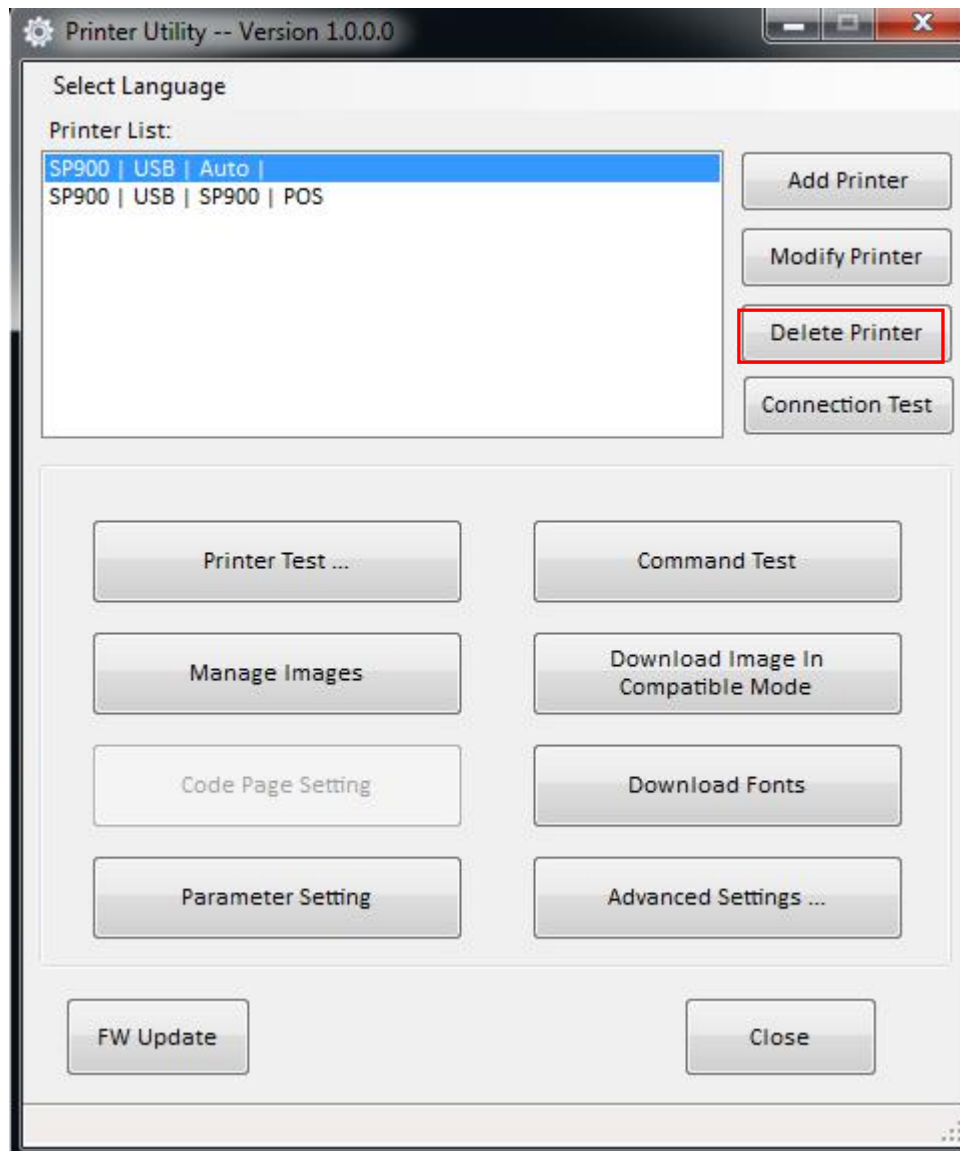 Printer Utility -- Version 1.0.0.0
Select Language
Printer List:
SP900 | USB | Auto |
SP900 | USB | SP900 | POS
Add Printer
Modify Printer
Delete Printer
Connection Test
Printer Test ...
Command Test
Manage Images
Download Image In
Compatible Mode
Code Page Setting
Download Fonts
Parameter Setting
Advanced Settings ...
FW Update
Close